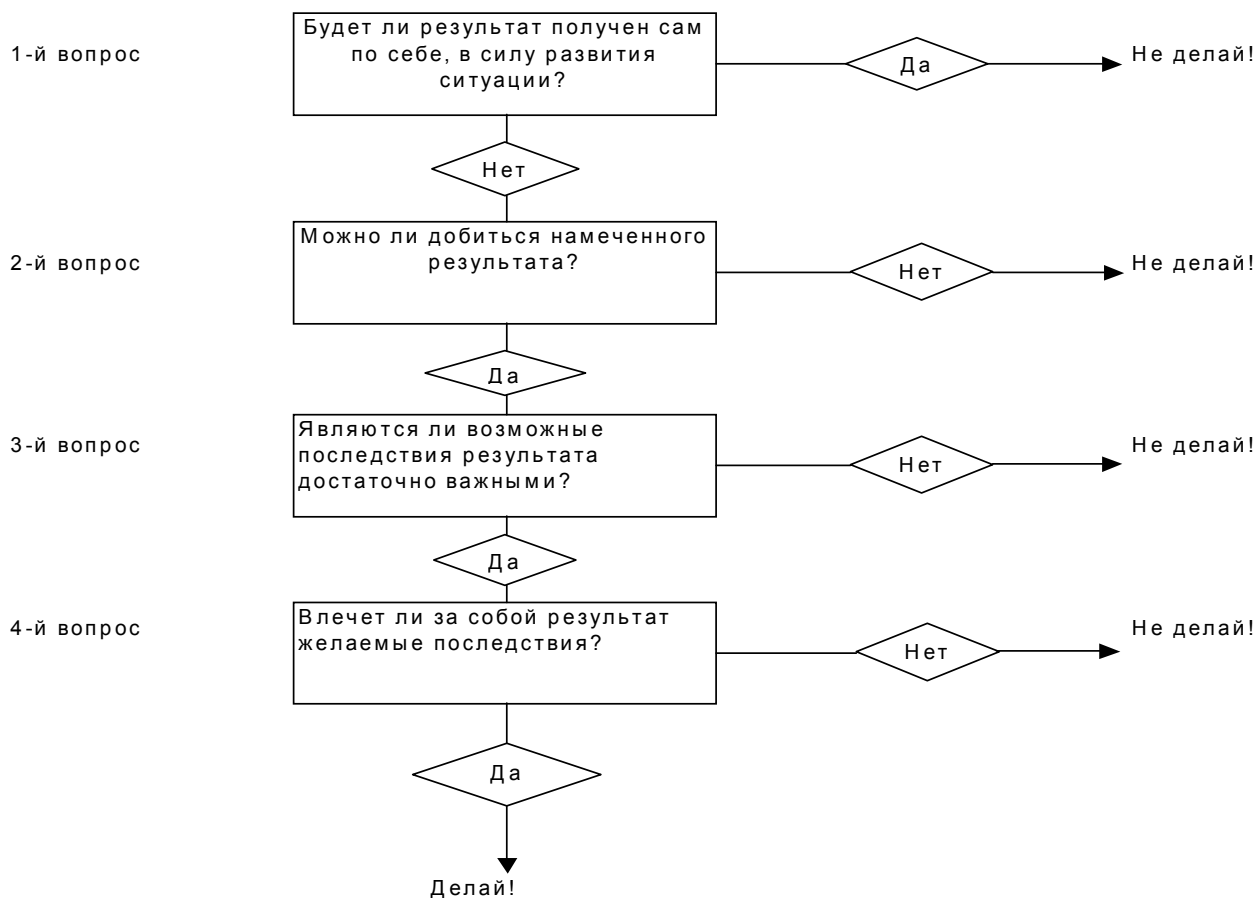 1-й вопрос
Будет ли результат получен сам
по себе, в силу развития
ситуации?
Да
Не делай!
Нет
2-й вопрос
Можно ли добиться намеченного
результата?
Нет
Не делай!
Да
3-й вопрос
Являются ли возможные
последствия результата
достаточно важными?
Нет
Не делай!
Да
4-й вопрос
Влечет ли за собой результат
желаемые последствия?
Нет
Не делай!
Да
Делай!